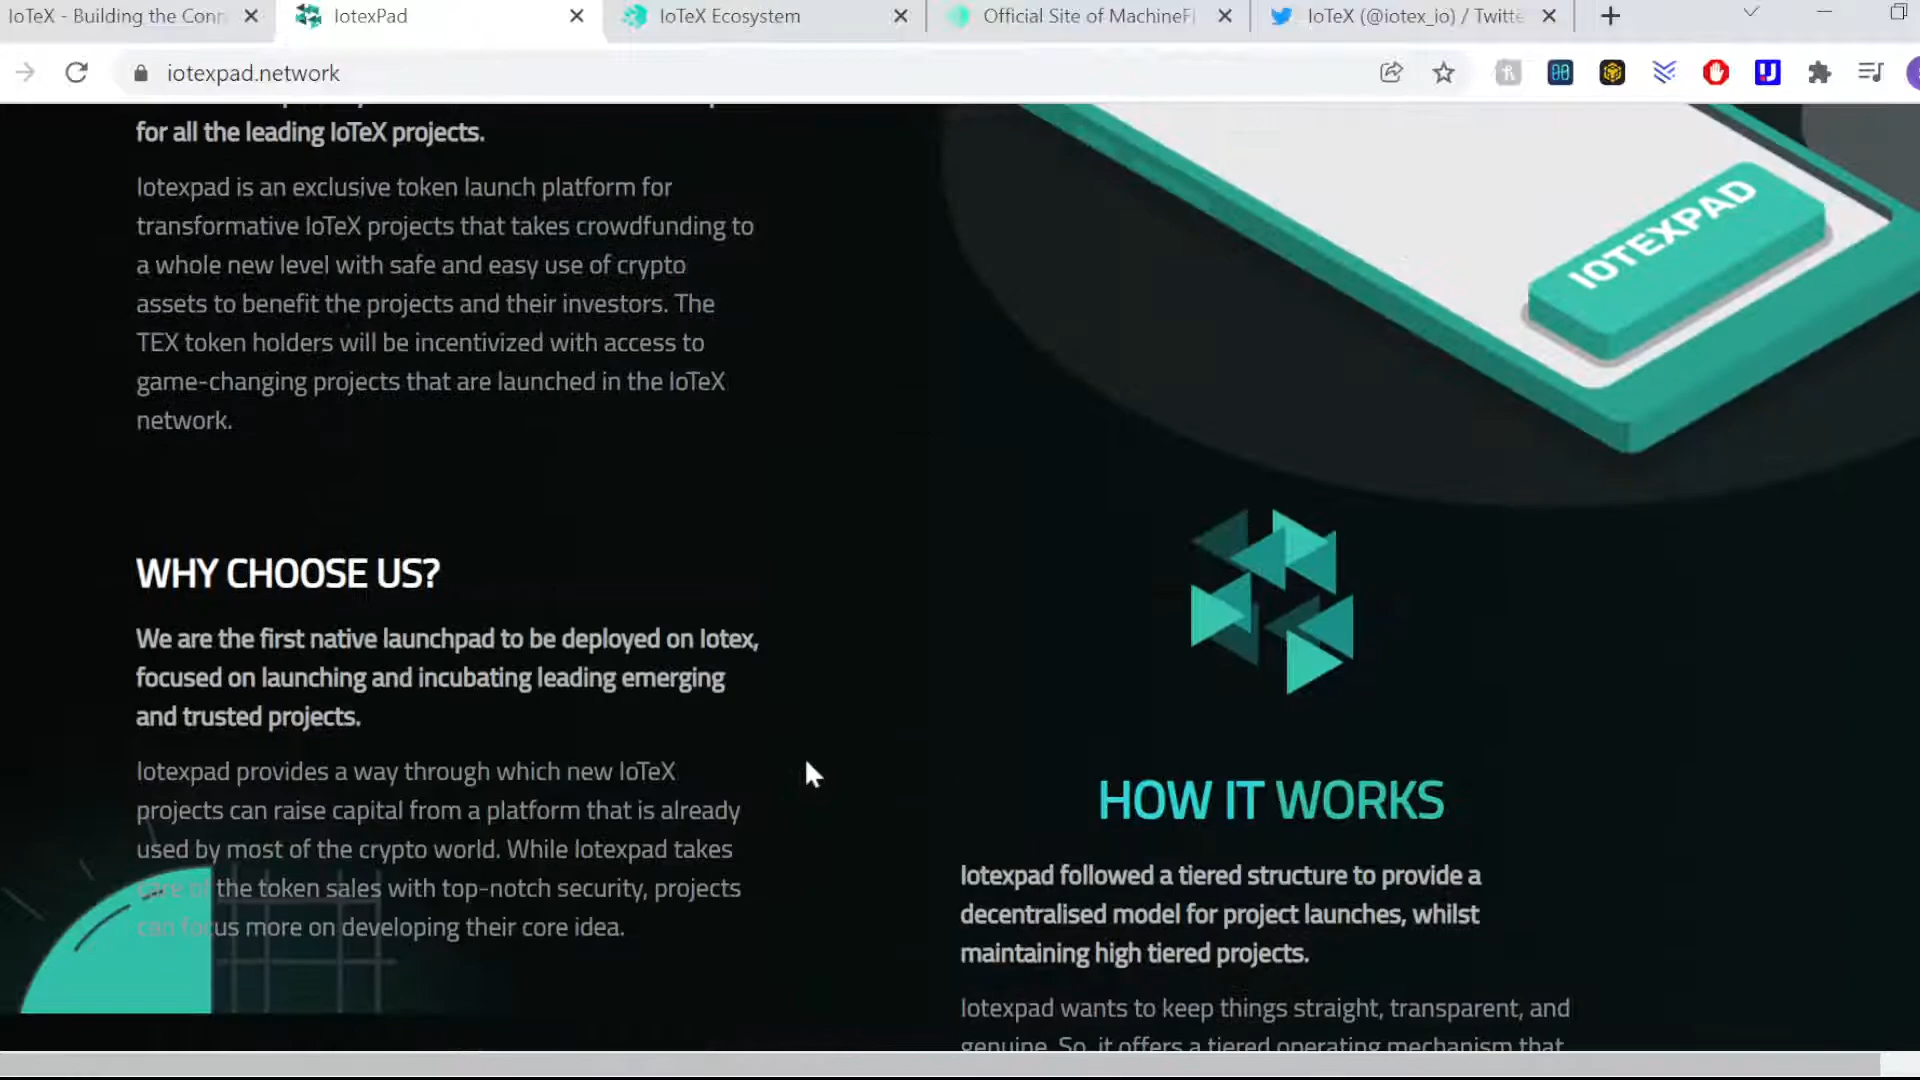 IoTeX - Building the Conn
IotexPad
IoTeX Ecosystem
Official Site of MachineFi
IoTeX (@iotex_io) / Twitte
iotexpad.network
for all the leading IoTeX projects.
Iotexpad is an exclusive token launch platform for
transformative IoTeX projects that takes crowdfunding to
a whole new level with safe and easy use of crypto
assets to benefit the projects and their investors. The
TEX token holders will be incentivized with access to
game-changing projects that are launched in the IoTeX
network.
IOTEXPAD
WHY CHOOSE US?
We are the first native launchpad to be deployed on Iotex,
focused on launching and incubating leading emerging
and trusted projects.
Iotexpad provides a way through which new IoTeX
projects can raise capital from a platform that is already
used by most of the crypto world. While Iotexpad takes
care of the token sales with top-notch security, projects
can focus more on developing their core idea.
HOW IT WORKS
Iotexpad followed a tiered structure to provide a
decentralised model for project launches, whilst
maintaining high tiered projects.
Iotexpad wants to keep things straight, transparent, and
genuine. So, it offers a tiered operating mechanism that